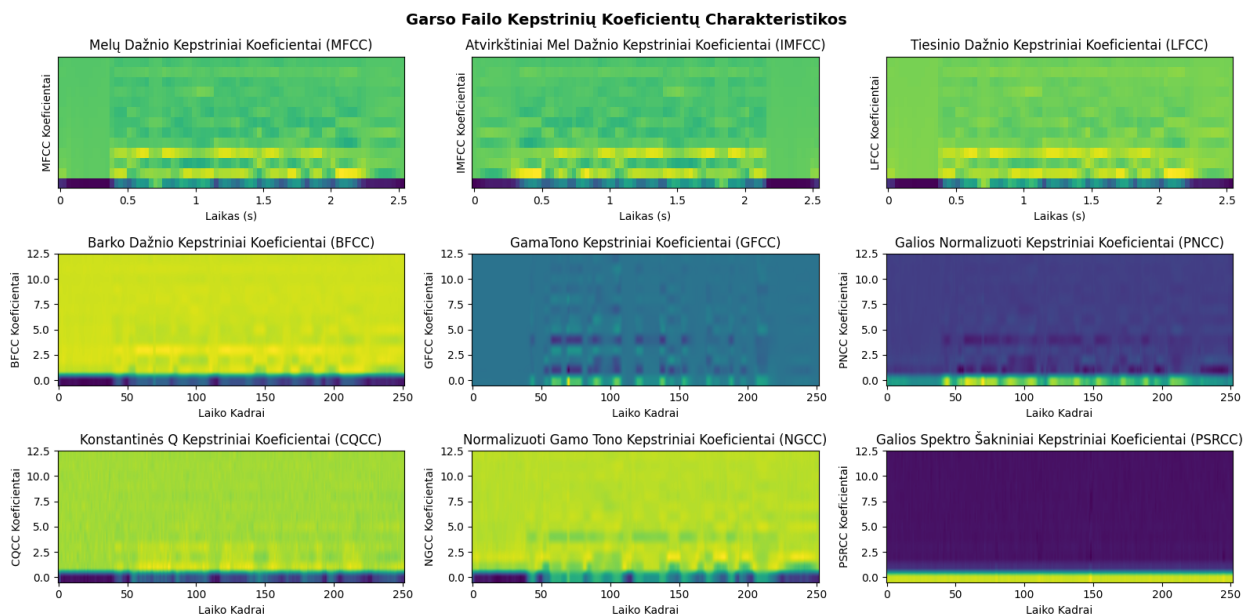 Garso Failo Kepstrinių Koeficientų Charakteristikos
Melų Dažnio Kepstriniai Koeficientai (MFCC)
MFCC Koeficientai
0 0.5 1 1.5 2 2.5
Laikas (s)
Atvirkštiniai Mel Dažnio Kepstriniai Koeficientai (IMFCC)
IMFCC Koeficientai
0 0.5 1 1.5 2 2.5
Laikas (s)
Tiesinio Dažnio Kepstriniai Koeficientai (LFCC)
LFCC Koeficientai
0 0.5 1 1.5 2 2.5
Laikas (s)
Barko Dažnio Kepstriniai Koeficientai (BFCC)
BFCC Koeficientai
12.5
10.0
7.5
5.0
2.5
0.0
0 50 100 150 200 250
Laiko Kadrai
GamaTono Kepstriniai Koeficientai (GFCC)
GFCC Koeficientai
12.5
10.0
7.5
5.0
2.5
0.0
0 50 100 150 200 250
Laiko Kadrai
Galios Normalizuoti Kepstriniai Koeficientai (PNCC)
PNCC Koeficientai
12.5
10.0
7.5
5.0
2.5
0.0
0 50 100 150 200 250
Laiko Kadrai
Konstantinės Q Kepstriniai Koeficientai (CQCC)
CQCC Koeficientai
12.5
10.0
7.5
5.0
2.5
0.0
0 50 100 150 200 250
Laiko Kadrai
Normalizuoti Gamo Tono Kepstriniai Koeficientai (NGCC)
NGCC Koeficientai
12.5
10.0
7.5
5.0
2.5
0.0
0 50 100 150 200 250
Laiko Kadrai
Galios Spektro Šakniniai Kepstriniai Koeficientai (PSRCC)
PSRCC Koeficientai
12.5
10.0
7.5
5.0
2.5
0.0
0 50 100 150 200 250
Laiko Kadrai